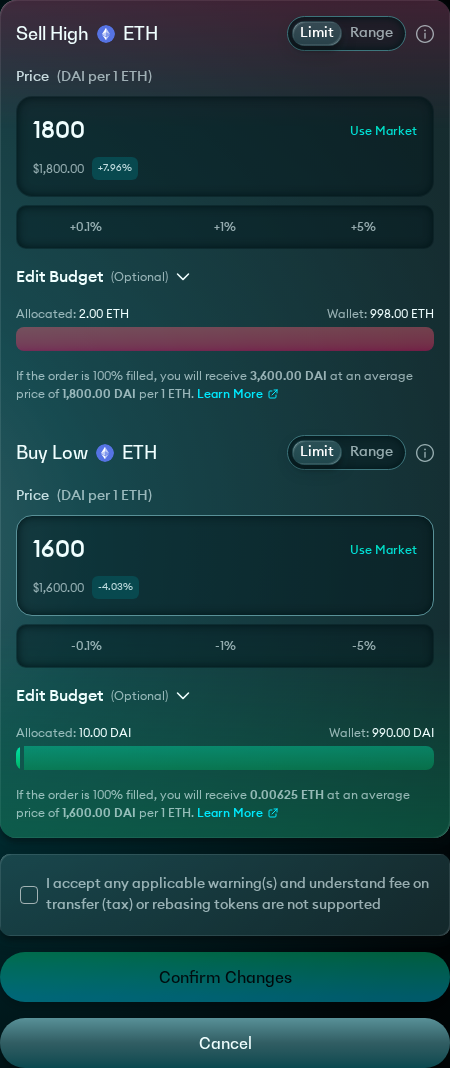 Sell High ETH Limit Range
Price (DAI per 1 ETH)
1800 Use Market
$1,800.00 +7.96%
+0.1% +1% +5%
Edit Budget (Optional)
Allocated: 2.00 ETH Wallet: 998.00 ETH
If the order is 100% filled, you will receive 3,600.00 DAI at an average
price of 1,800.00 DAI per 1 ETH. Learn More
Buy Low ETH Limit Range
Price (DAI per 1 ETH)
1600 Use Market
$1,600.00 -4.03%
-0.1% -1% -5%
Edit Budget (Optional)
Allocated: 10.00 DAI Wallet: 990.00 DAI
If the order is 100% filled, you will receive 0.00625 ETH at an average
price of 1,600.00 DAI per 1 ETH. Learn More
I accept any applicable warning(s) and understand fee on
transfer (tax) or rebasing tokens are not supported
Confirm Changes
Cancel